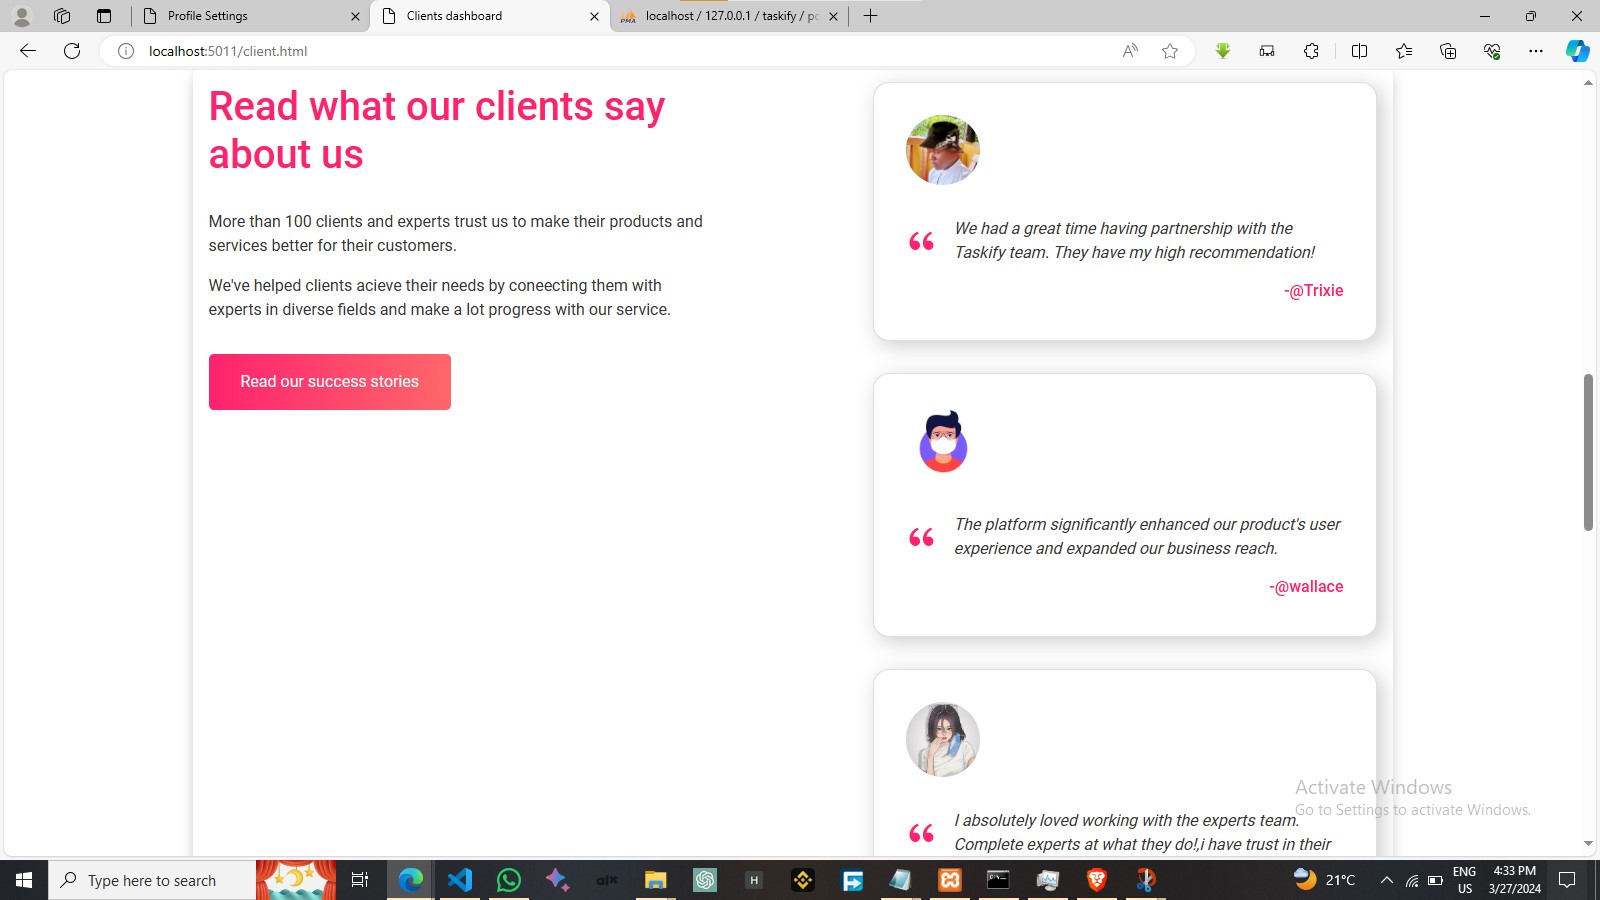 Profile Settings
Clients dashboard
localhost / 127.0.0.1 / taskify / pc
localhost:5011/client.html
Read what our clients say
about us
More than 100 clients and experts trust us to make their products and
services better for their customers.
We've helped clients acieve their needs by coneecting them with
experts in diverse fields and make a lot progress with our service.
Read our success stories
We had a great time having partnership with the
Taskify team. They have my high recommendation!
-@Trixie
The platform significantly enhanced our product's user
experience and expanded our business reach.
-@wallace
I absolutely loved working with the experts team.
Complete experts at what they do!,i have trust in their
Activate Windows
Go to Settings to activate Windows.
Type here to search
alx
H
21°C
ENG
US
4:33 PM
3/27/2024